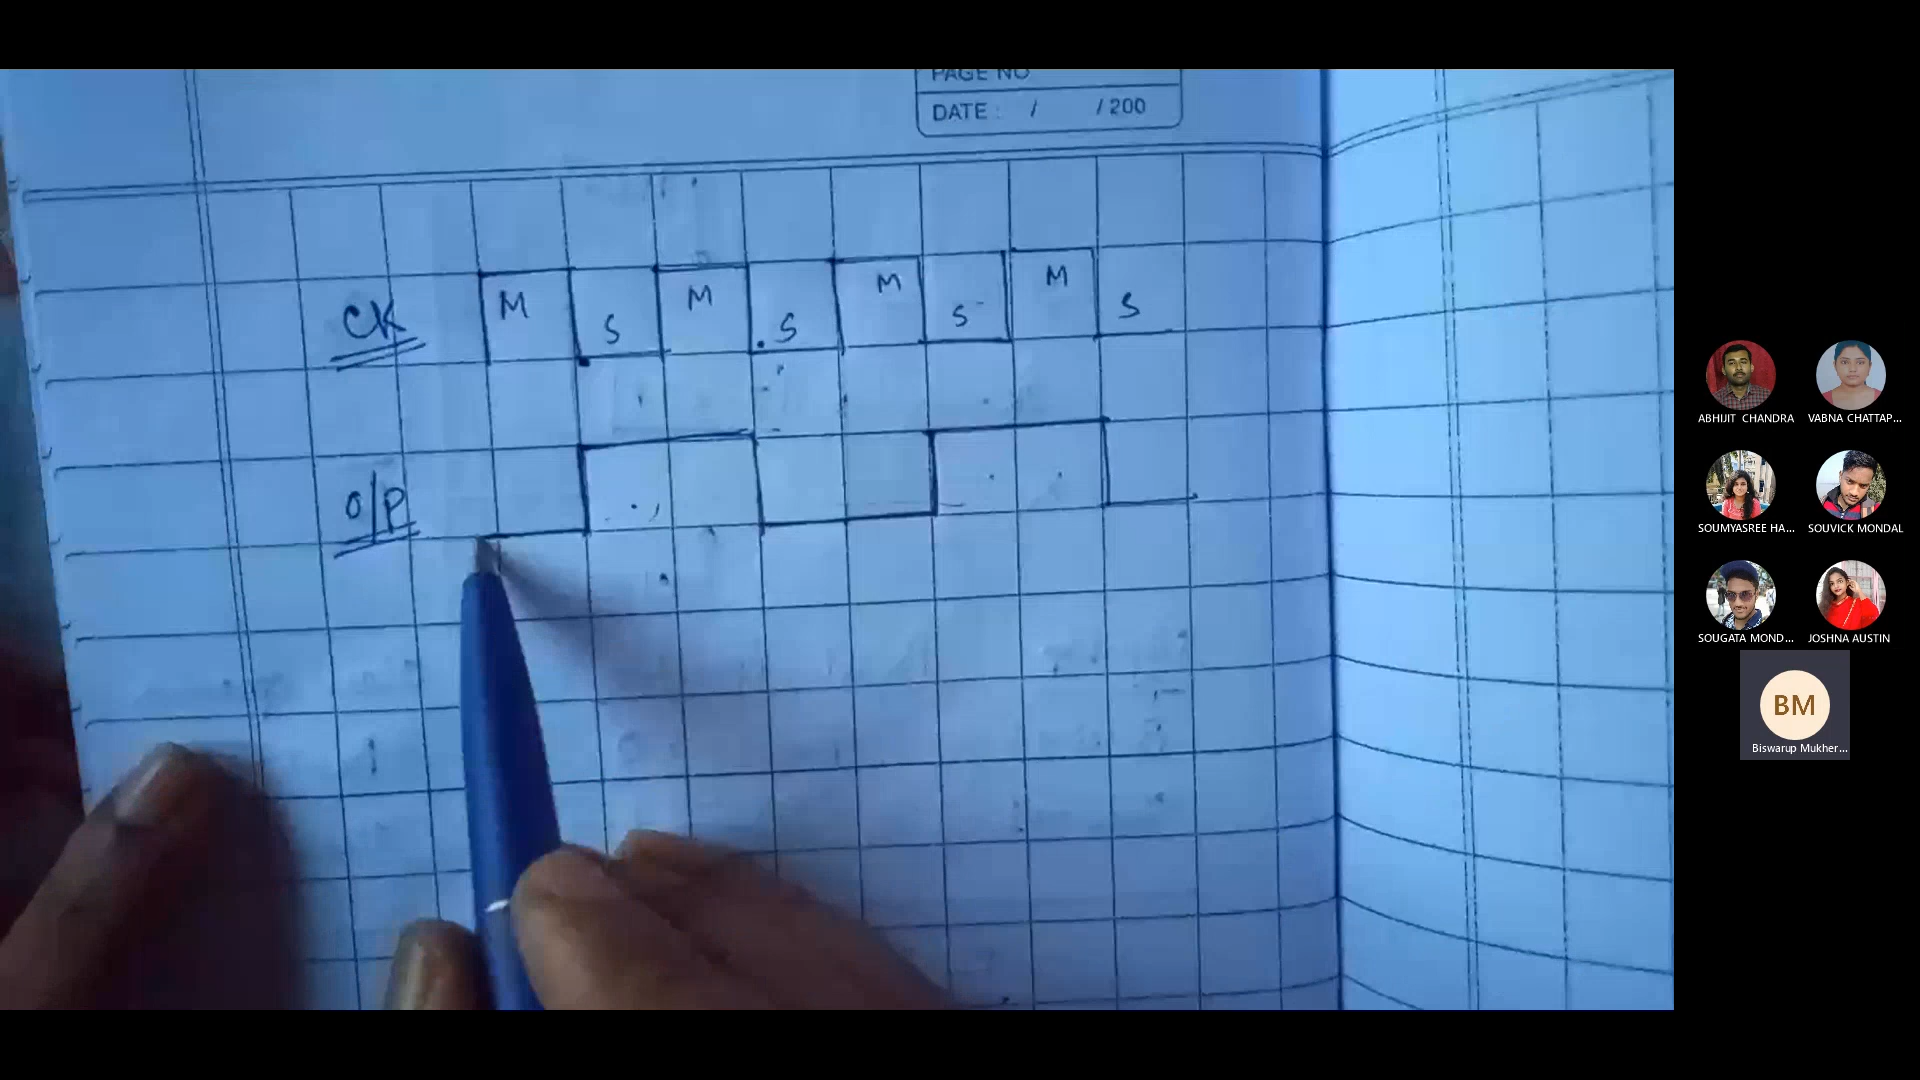 PAGE NO
DATE : / / 200
CK M S M S M S M S
O/P
ABHIJIT CHANDRA VABNA CHATTAP...
SOUMYASREE HA... SOUVICK MONDAL
SOUGATA MOND... JOSHNA AUSTIN
BM
Biswarup Mukher...